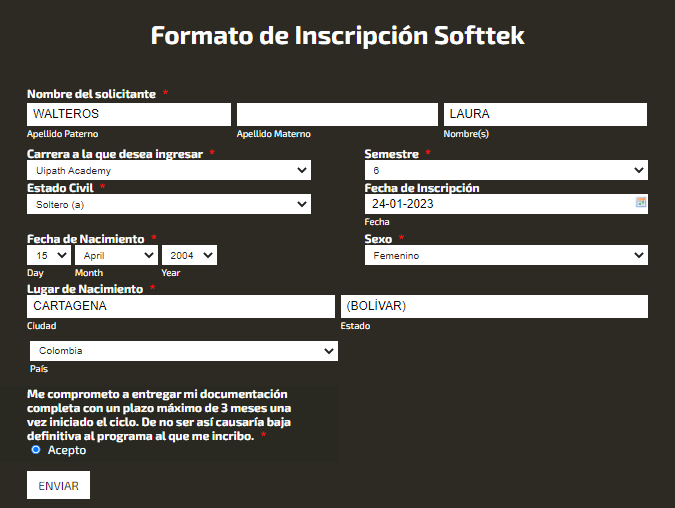 Formato de Inscripción Softtek
Nombre del solicitante *
WALTEROS LAURA
Apellido Paterno Apellido Materno Nombre(s)
Carrera a la que desea ingresar * Semestre *
Uipath Academy 6
Estado Civil * Fecha de Inscripción
Soltero (a) 24-01-2023
Fecha
Fecha de Nacimiento * Sexo *
15 April 2004 Femenino
Day Month Year
Lugar de Nacimiento *
CARTAGENA (BOLÍVAR)
Ciudad Estado
Colombia
País
Me comprometo a entregar mi documentación
completa con un plazo máximo de 3 meses una
vez iniciado el ciclo. De no ser así causaría baja
definitiva al programa al que me incribo. *
Acepto
ENVIAR